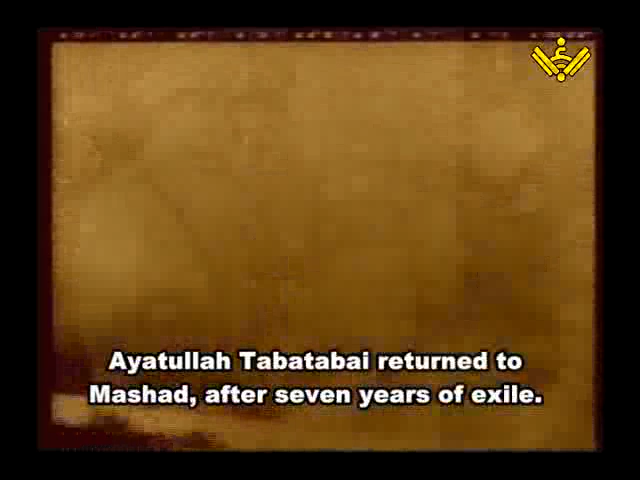 Ayatullah Tabatabai returned to
Mashad, after seven years of exile.